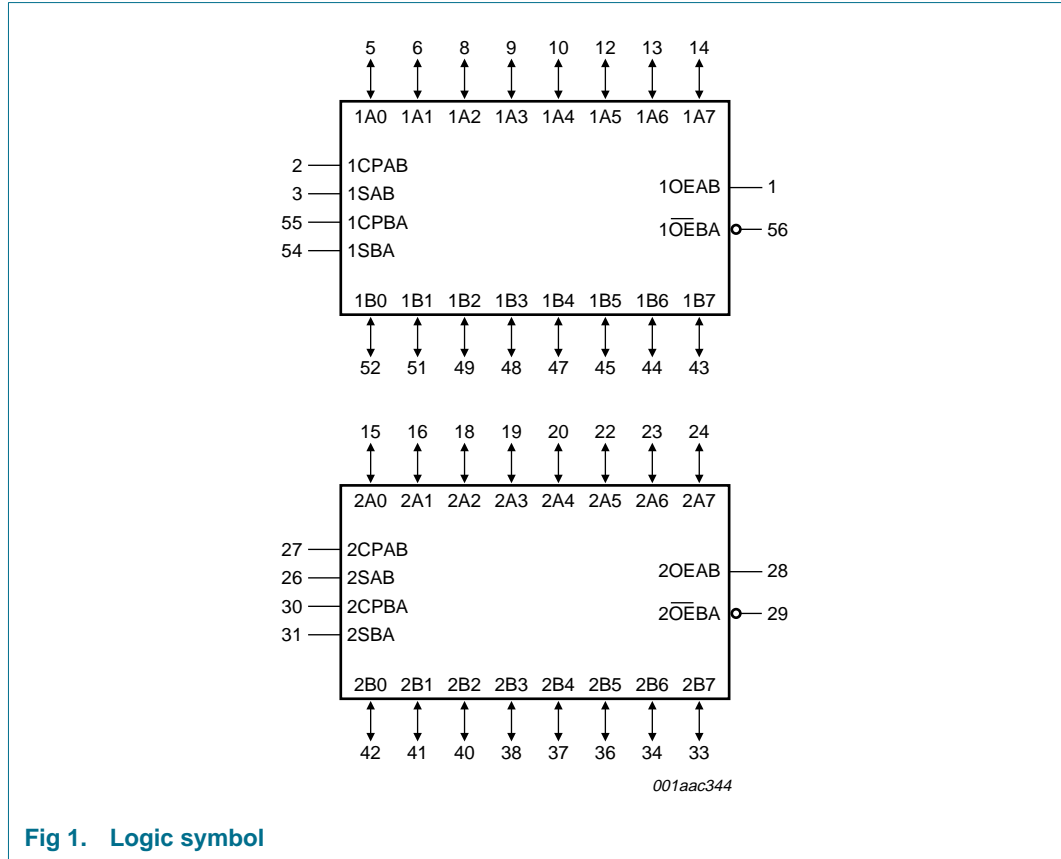 5 6 8 9 10 12 13 14
1A0 1A1 1A2 1A3 1A4 1A5 1A6 1A7
2 1CPAB
3 1SAB 1OEAB 1
55 1CPBA
1O̅E̅BA 56
54 1SBA
1B0 1B1 1B2 1B3 1B4 1B5 1B6 1B7
52 51 49 48 47 45 44 43
15 16 18 19 20 22 23 24
2A0 2A1 2A2 2A3 2A4 2A5 2A6 2A7
27 2CPAB
26 2SAB 2OEAB 28
30 2CPBA
2O̅E̅BA 29
31 2SBA
2B0 2B1 2B2 2B3 2B4 2B5 2B6 2B7
42 41 40 38 37 36 34 33
001aac344
Fig 1. Logic symbol